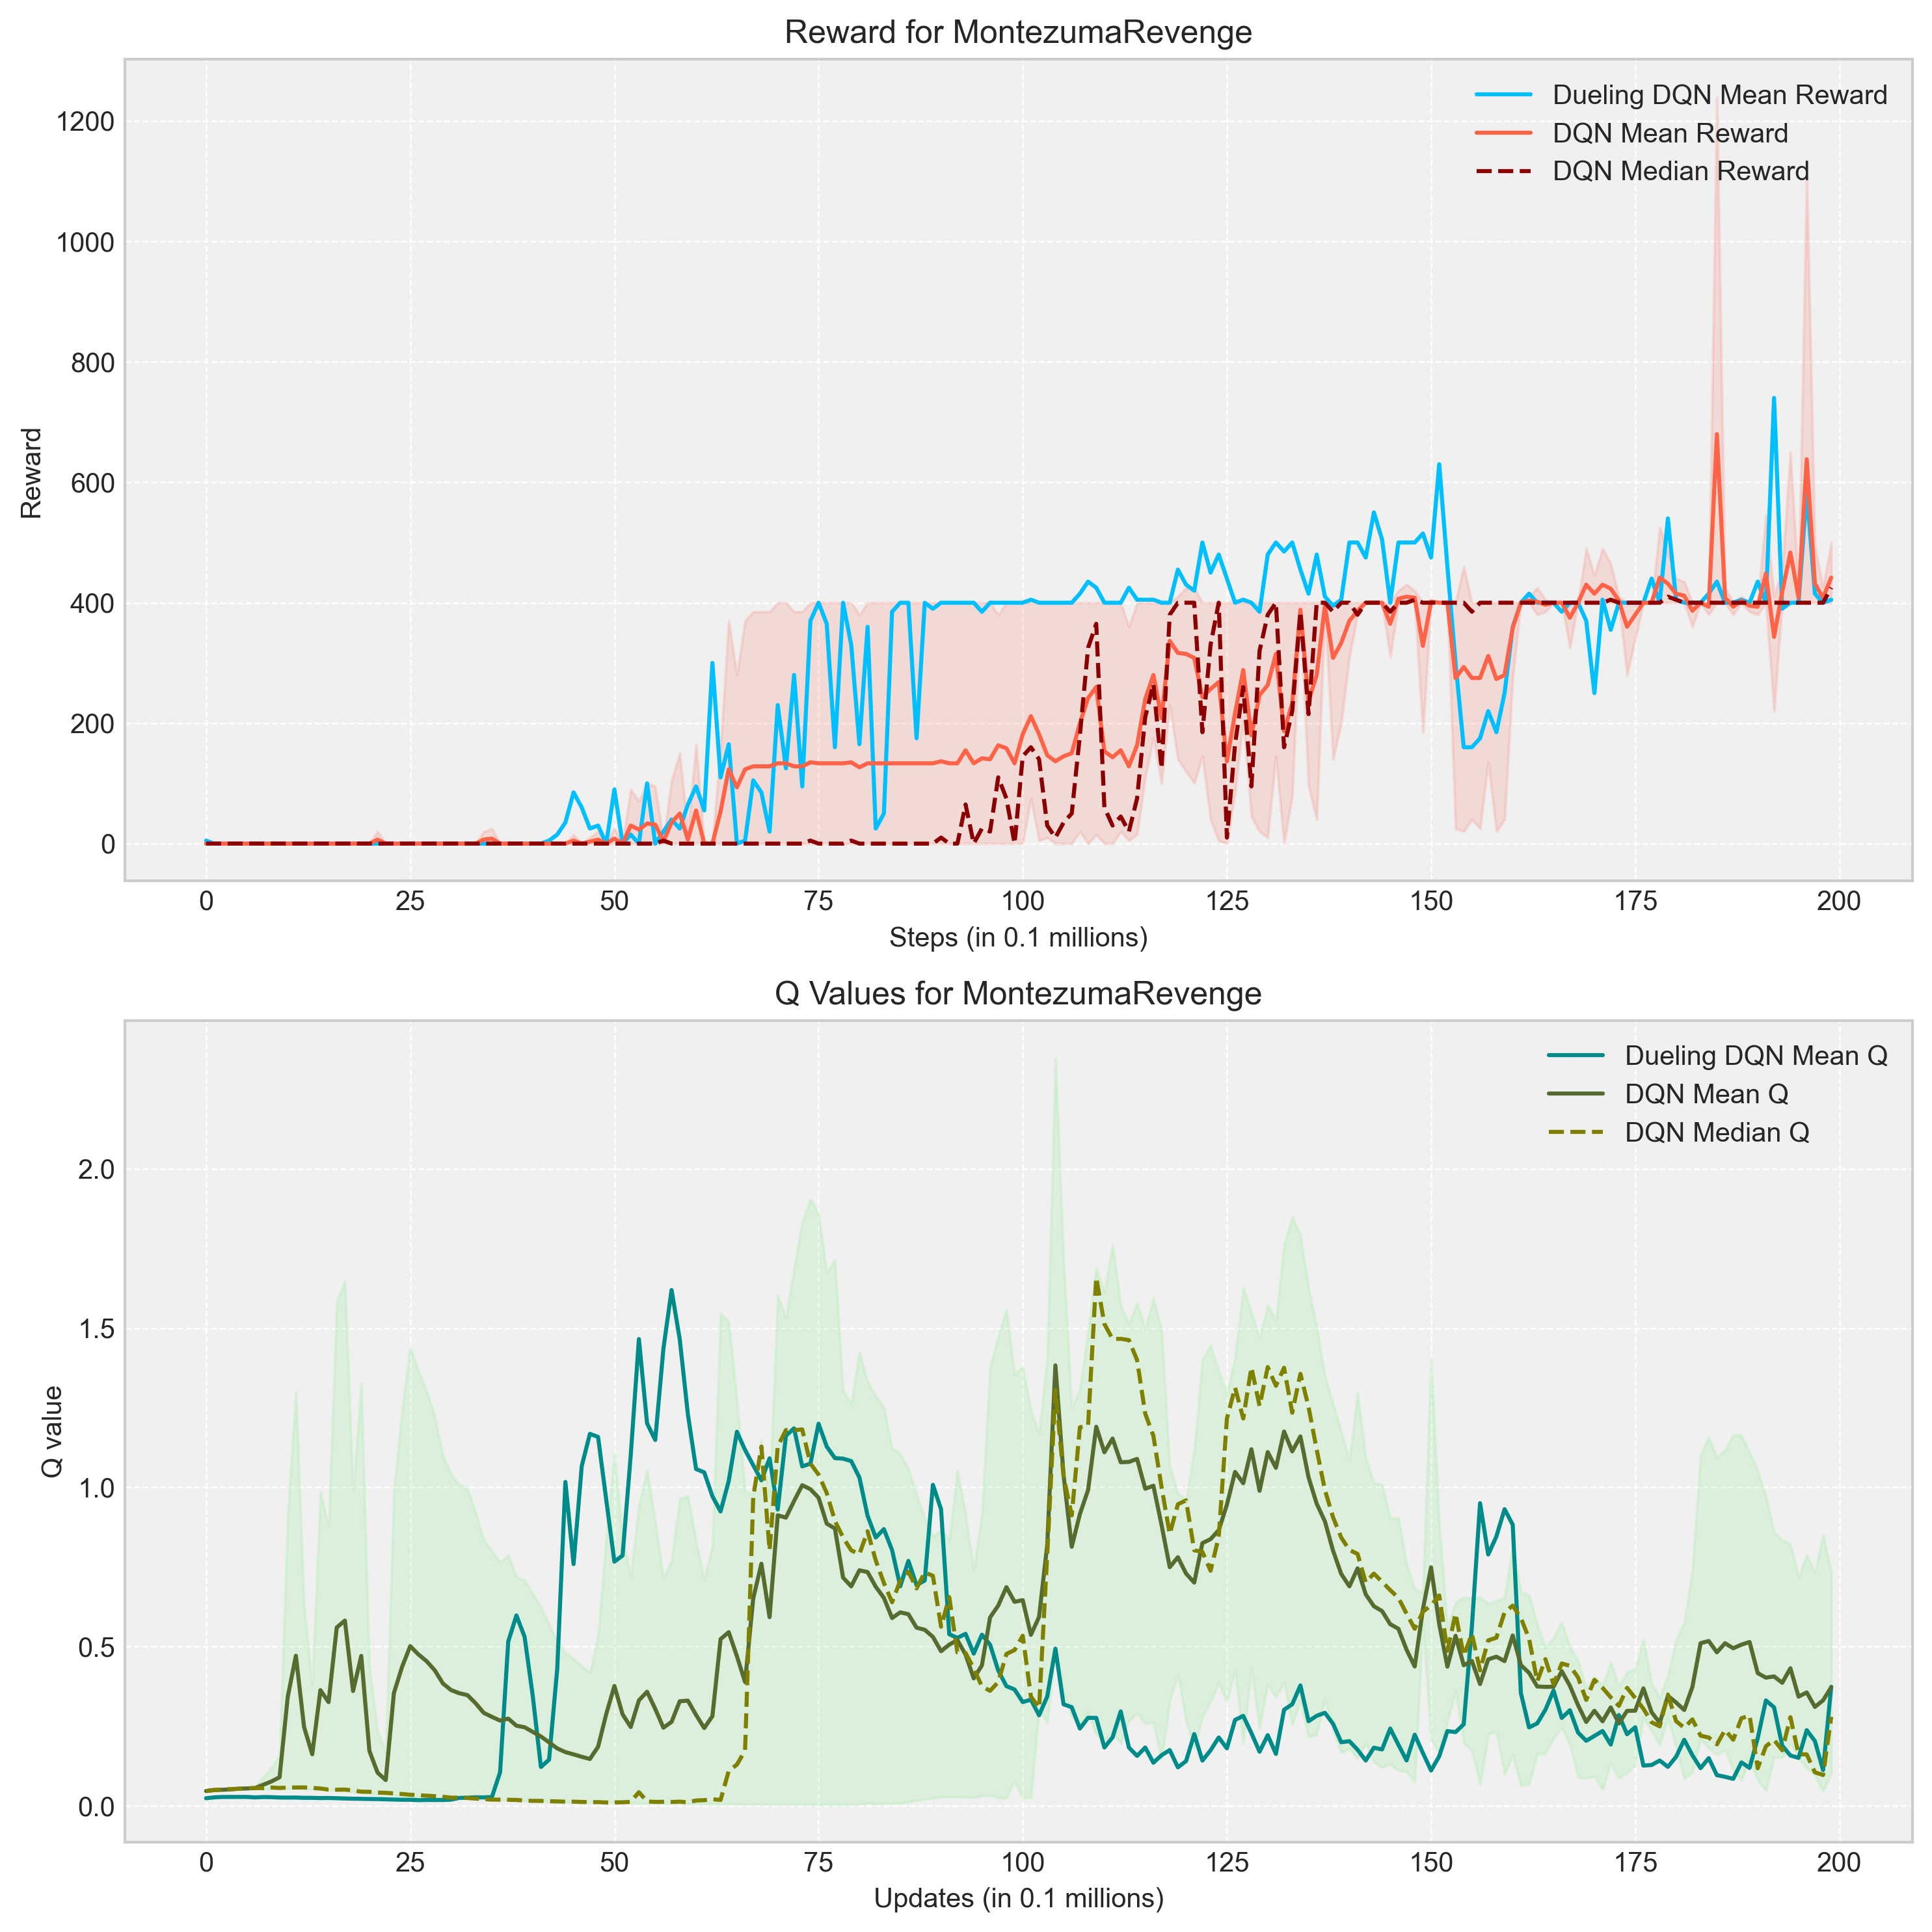 Reward for MontezumaRevenge
Dueling DQN Mean Reward
DQN Mean Reward
DQN Median Reward
Reward
1200
1000
800
600
400
200
0
0 25 50 75 100 125 150 175 200
Steps (in 0.1 millions)
Q Values for MontezumaRevenge
Dueling DQN Mean Q
DQN Mean Q
DQN Median Q
Q value
2.0
1.5
1.0
0.5
0.0
0 25 50 75 100 125 150 175 200
Updates (in 0.1 millions)